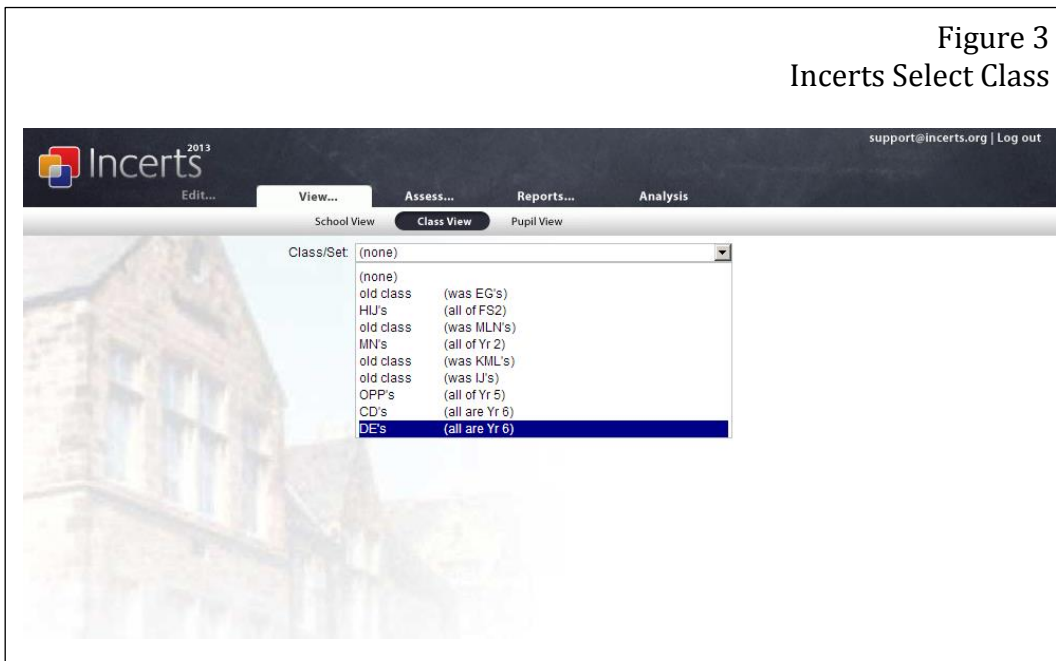 Figure 3
Incerts Select Class
support@incerts.org | Log out
Incerts 2013
Edit... View... Assess... Reports... Analysis
School View Class View Pupil View
Class/Set: (none)
(none)
old class (was EG's)
HIJ's (all of FS2)
old class (was MLN's)
MN's (all of Yr 2)
old class (was KML's)
old class (was IJ's)
OPP's (all of Yr 5)
CD's (all are Yr 6)
DE's (all are Yr 6)